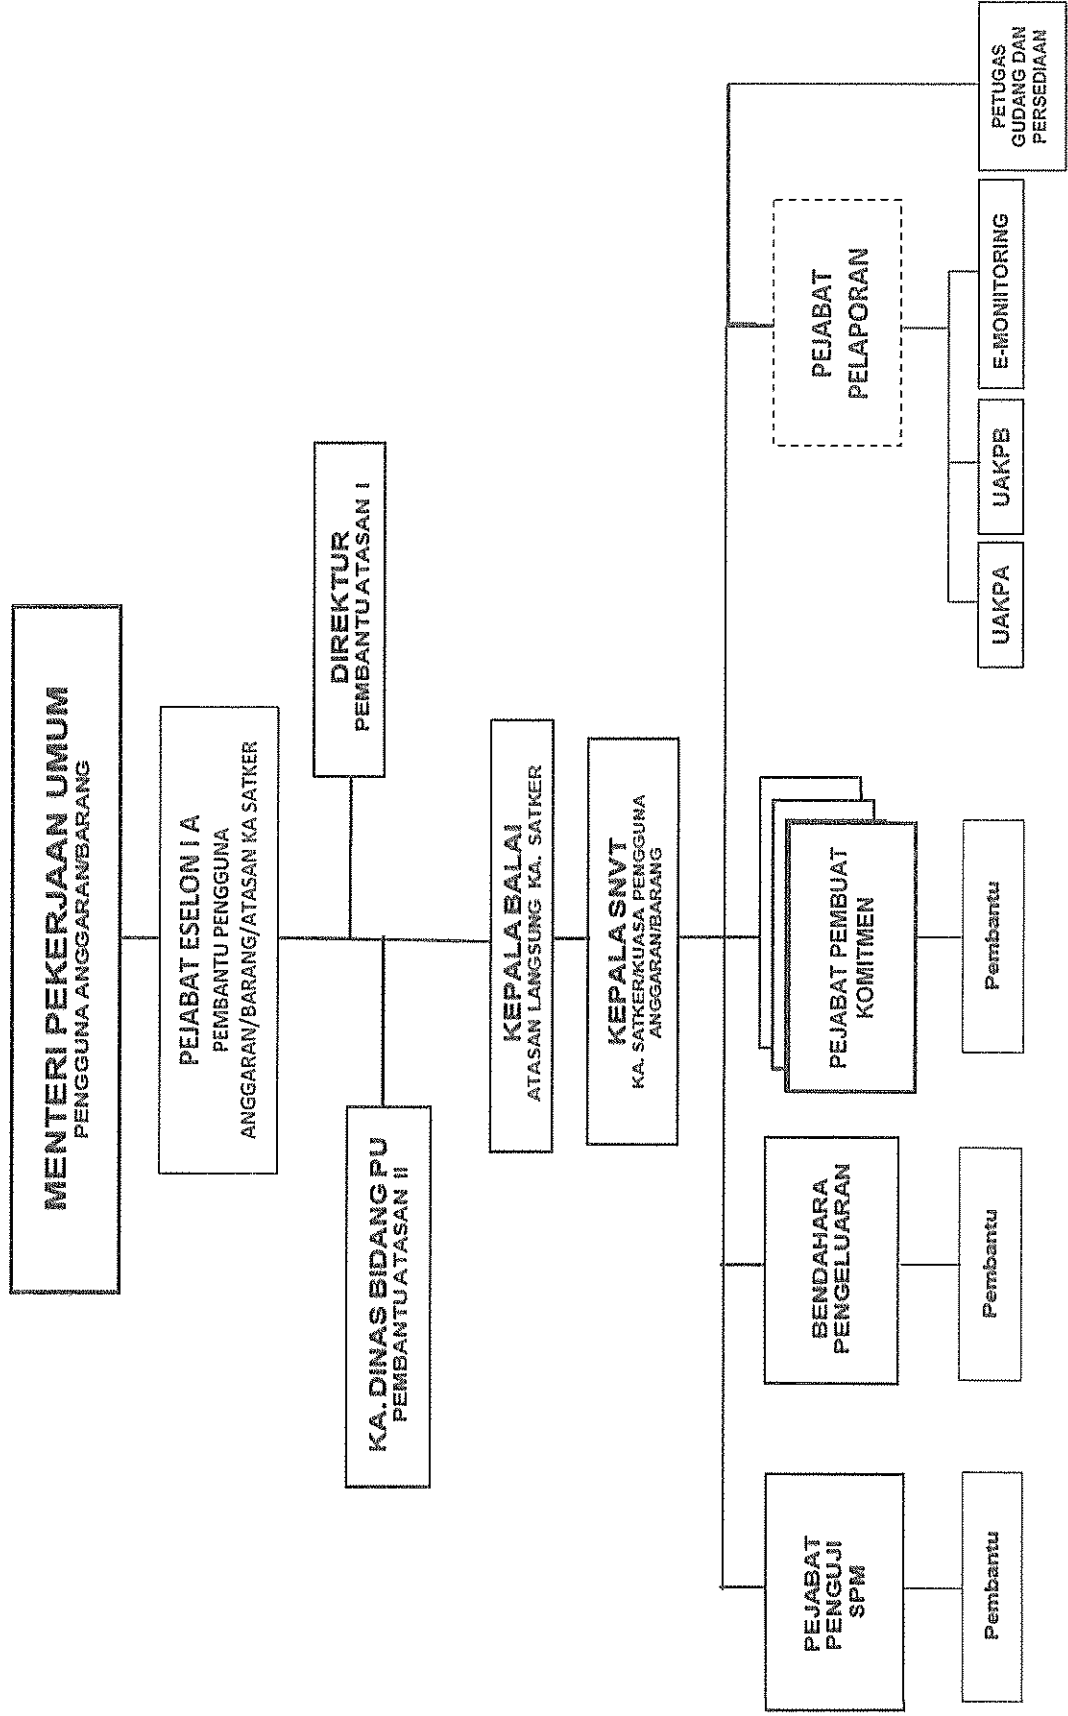 MENTERI PEKERJAAN UMUM
PENGGUNA ANGGARAN/BARANG
PEJABAT ESELON I A
PEMBANTU PENGGUNA
ANGGARAN/BARANG/ATASAN KA SATKER
DIREKTUR
PEMBANTU ATASAN I
KA. DINAS BIDANG PU
PEMBANTU ATASAN II
KEPALA BALAI
ATASAN LANGSUNG KA. SATKER
KEPALA SNVT
KA. SATKER/KUASA PENGGUNA
ANGGARAN/BARANG
PEJABAT
PENGUJI
SPM
BENDAHARA
PENGELUARAN
PEJABAT PEMBUAT
KOMITMEN
PEJABAT
PELAPORAN
Pembantu
Pembantu
Pembantu
UAKPA
UAKPB
E-MONIITORING
PETUGAS
GUDANG DAN
PERSEDIAAN